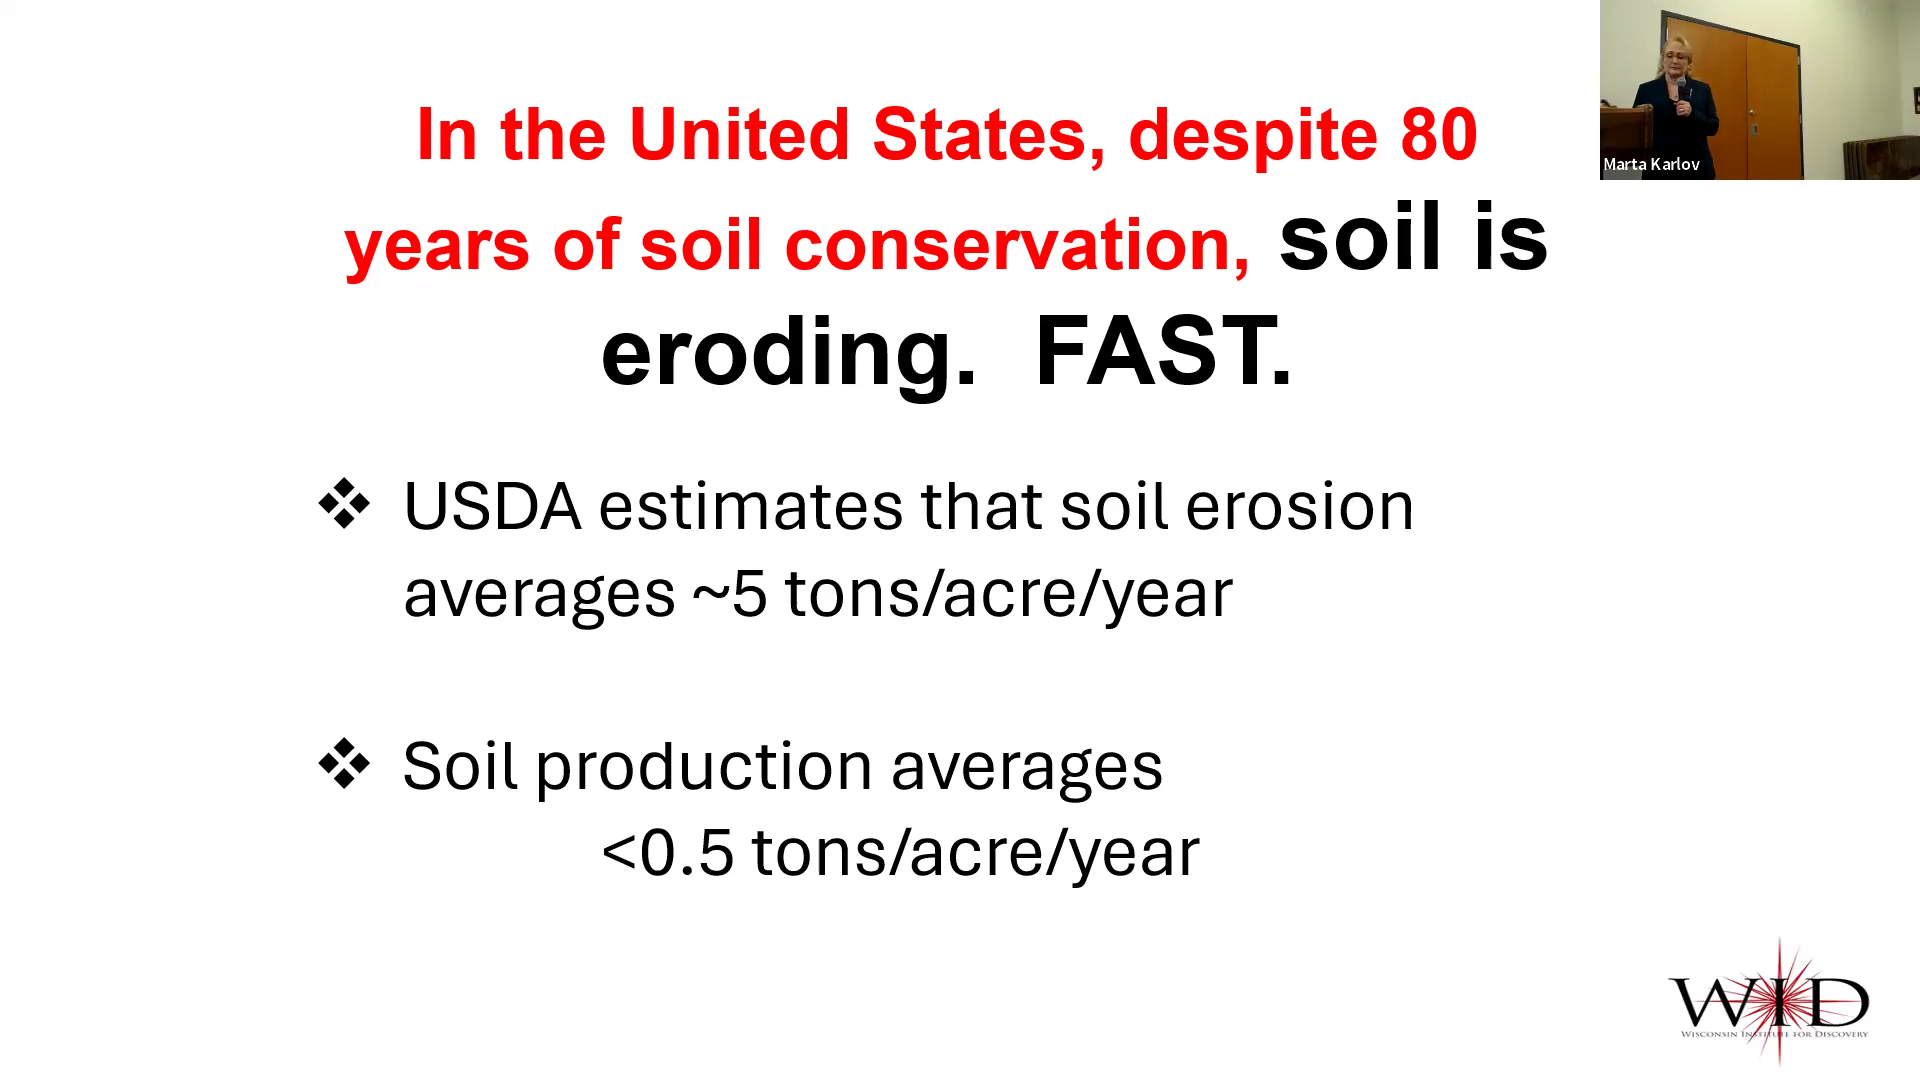 In the United States, despite 80
years of soil conservation, soil is
eroding. FAST.
❖ USDA estimates that soil erosion
averages ~5 tons/acre/year
❖ Soil production averages
<0.5 tons/acre/year
Marta Karlov
WID
WISCONSIN INSTITUTE FOR DISCOVERY